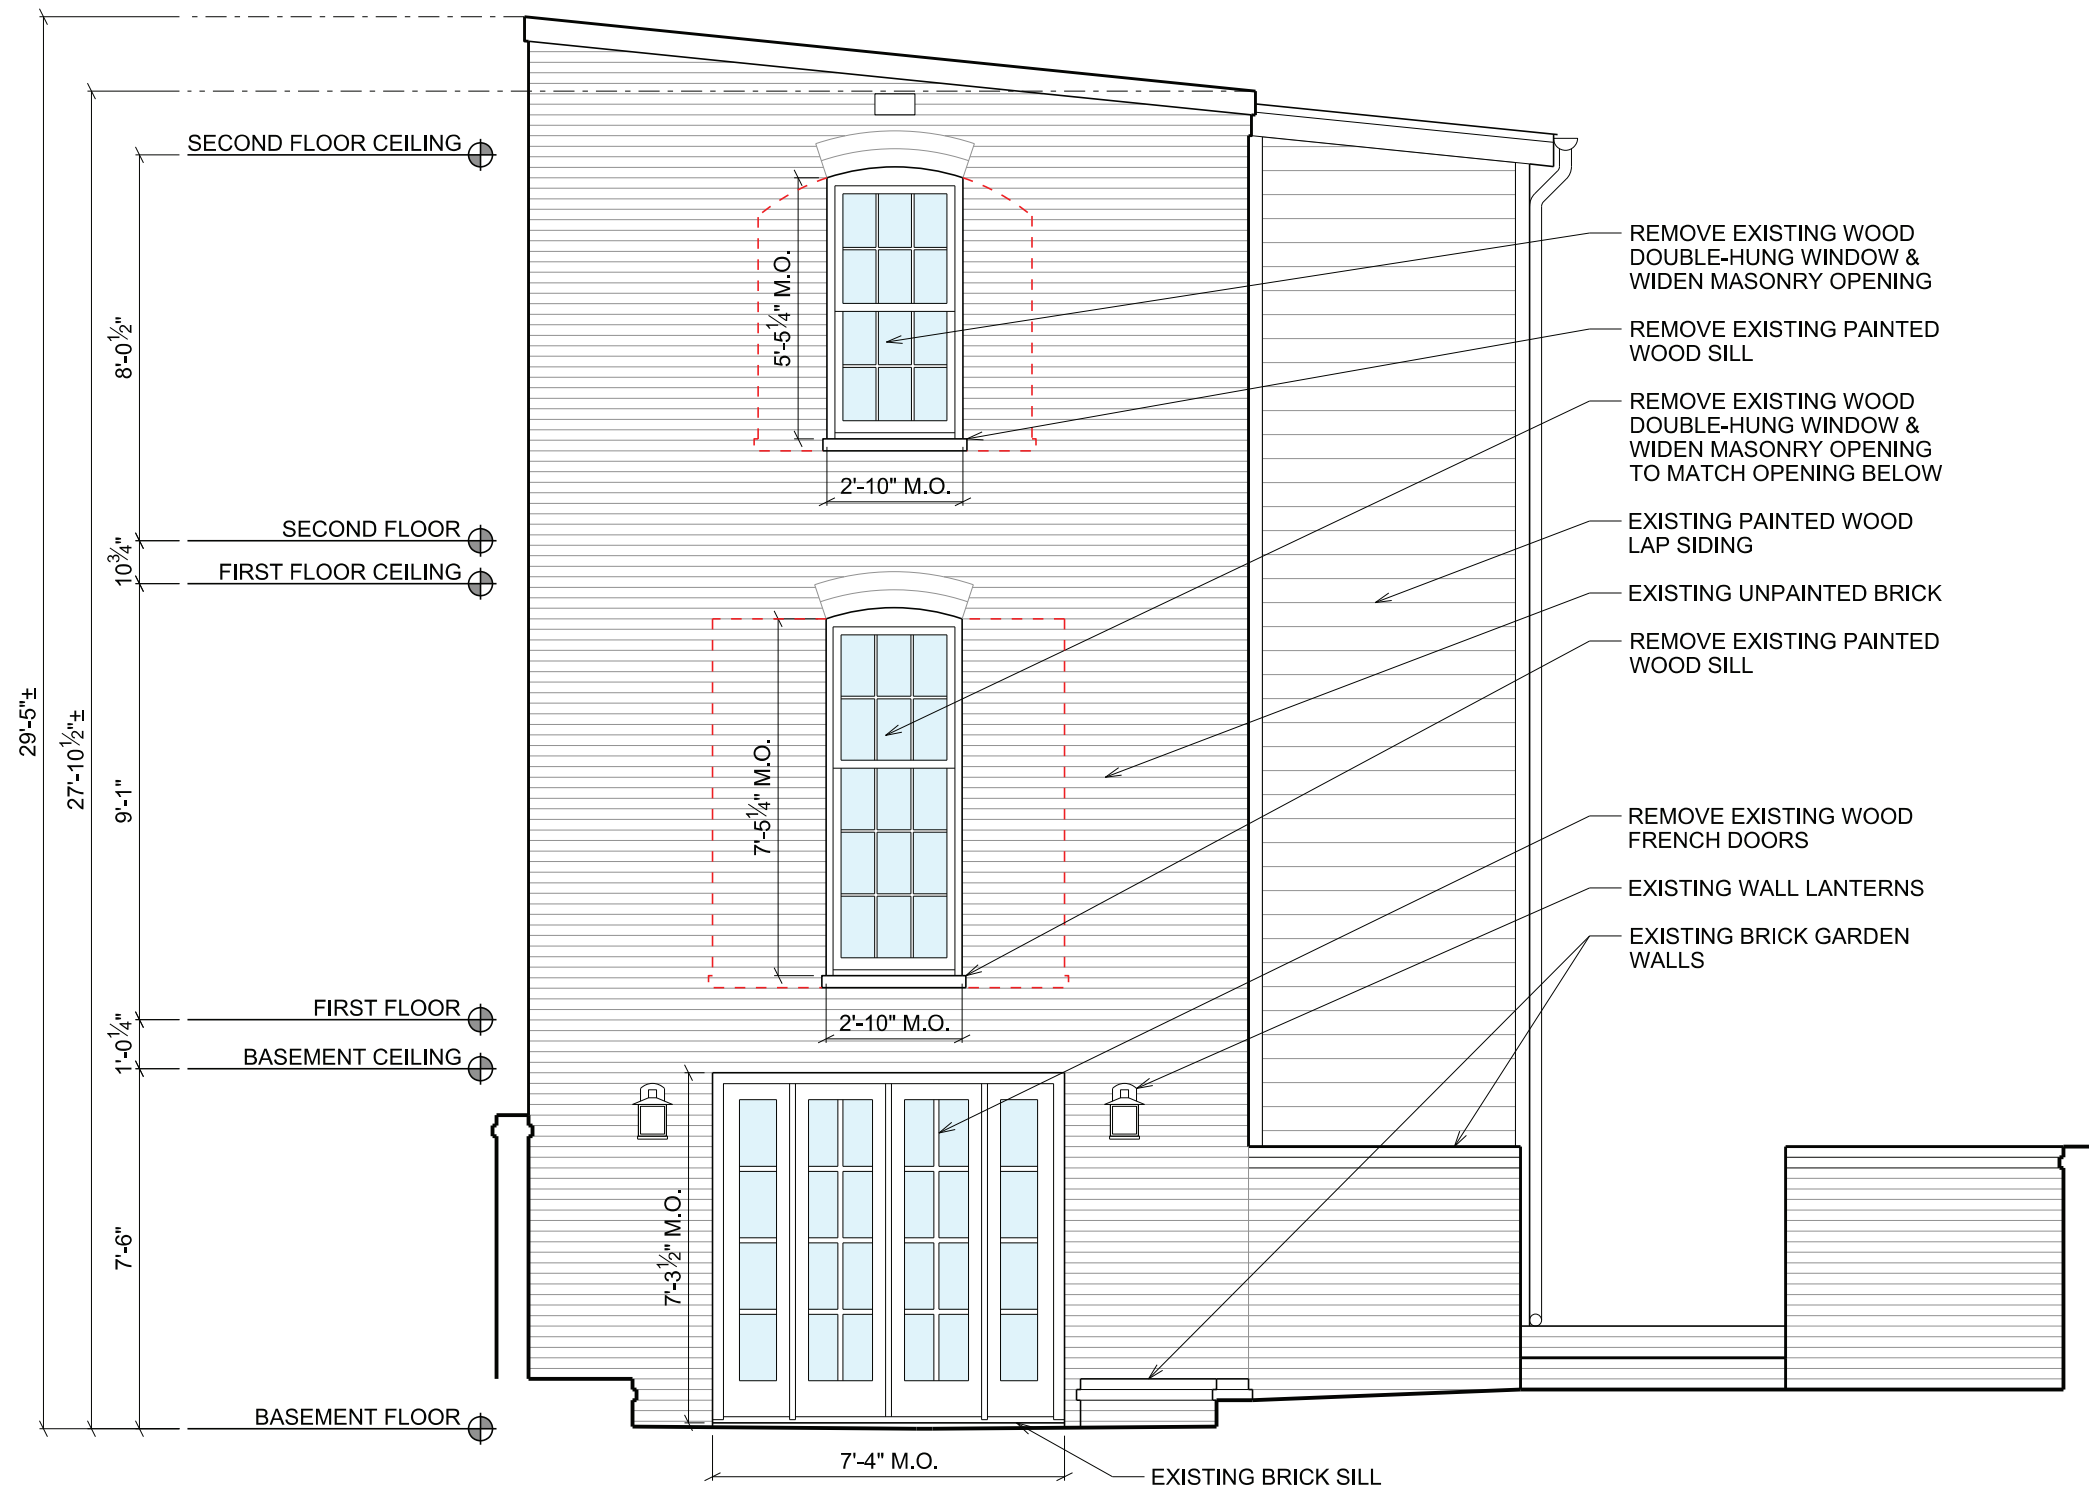 SECOND FLOOR CEILING
SECOND FLOOR
FIRST FLOOR CEILING
FIRST FLOOR
BASEMENT CEILING
BASEMENT FLOOR
29'-5"±
27'-10½"±
8'-0½"
10¾"
9'-1"
1'-0¼"
7'-6"
5'-5¼" M.O.
2'-10" M.O.
7'-5¼" M.O.
2'-10" M.O.
7'-3½" M.O.
7'-4" M.O.
REMOVE EXISTING WOOD
DOUBLE-HUNG WINDOW &
WIDEN MASONRY OPENING
REMOVE EXISTING PAINTED
WOOD SILL
REMOVE EXISTING WOOD
DOUBLE-HUNG WINDOW &
WIDEN MASONRY OPENING
TO MATCH OPENING BELOW
EXISTING PAINTED WOOD
LAP SIDING
EXISTING UNPAINTED BRICK
REMOVE EXISTING PAINTED
WOOD SILL
REMOVE EXISTING WOOD
FRENCH DOORS
EXISTING WALL LANTERNS
EXISTING BRICK GARDEN
WALLS
EXISTING BRICK SILL